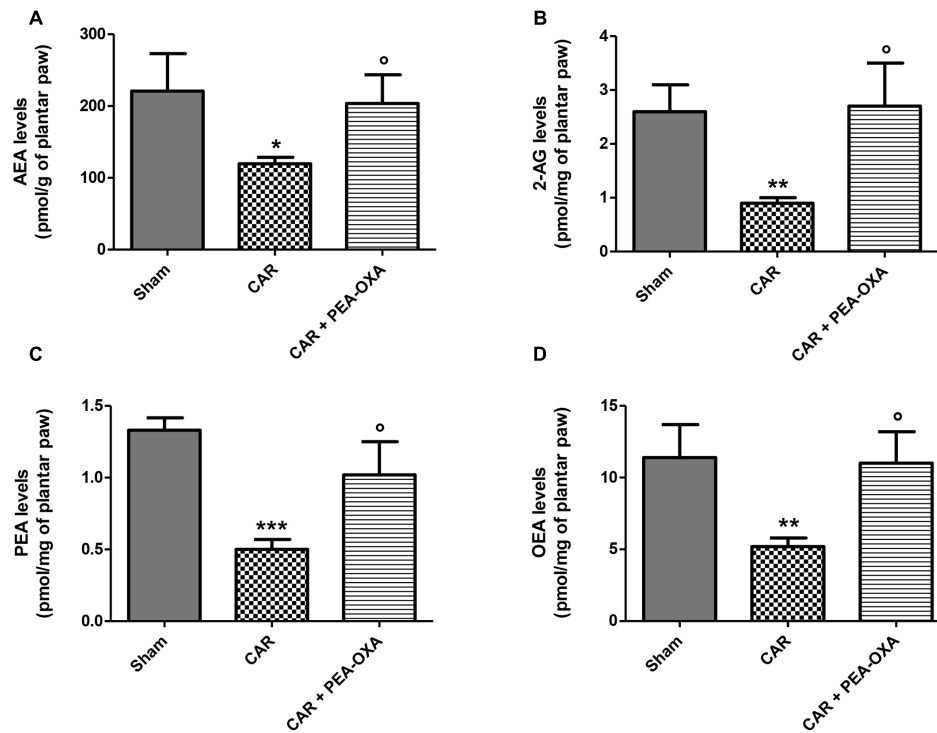 A
AEA levels
(pmol/g of plantar paw)
300
200
100
0
*
°
Sham
CAR
CAR + PEA-OXA
B
2-AG levels
(pmol/mg of plantar paw)
4
3
2
1
0
**
°
Sham
CAR
CAR + PEA-OXA
C
PEA levels
(pmol/mg of plantar paw)
1.5
1.0
0.5
0.0
***
°
Sham
CAR
CAR + PEA-OXA
D
OEA levels
(pmol/mg of plantar paw)
15
10
5
0
**
°
Sham
CAR
CAR + PEA-OXA